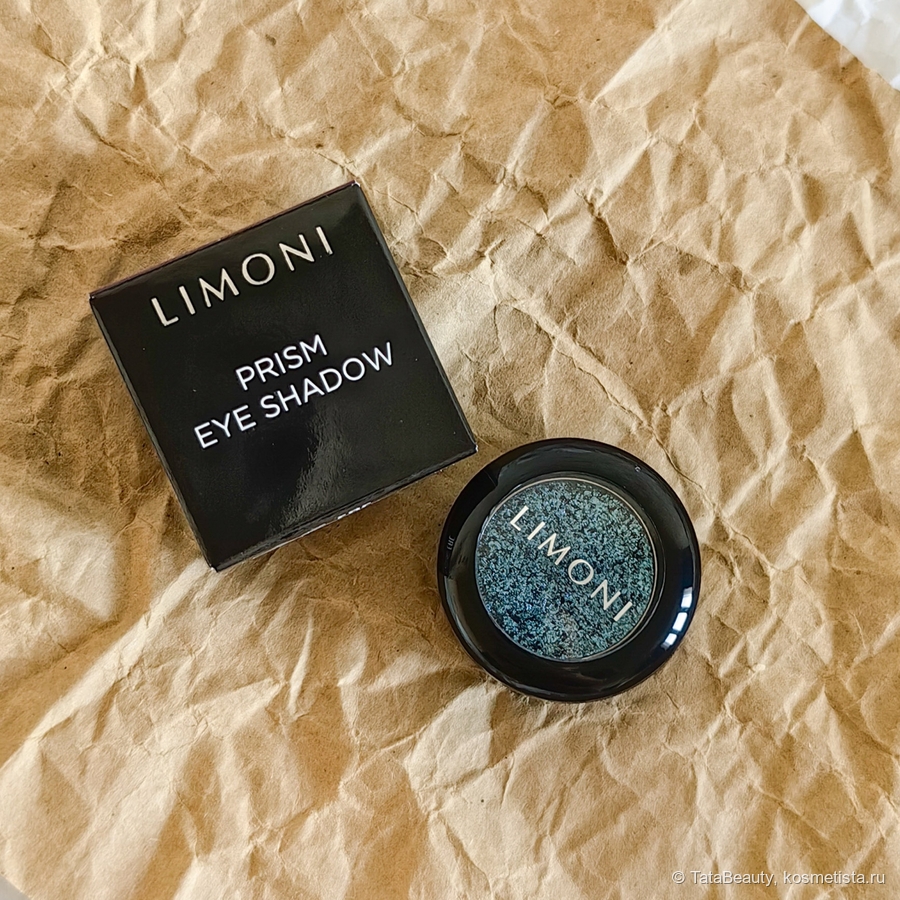 LIMONI
PRISM
EYE SHADOW
LIMONI
© TataBeauty, kosmetista.ru